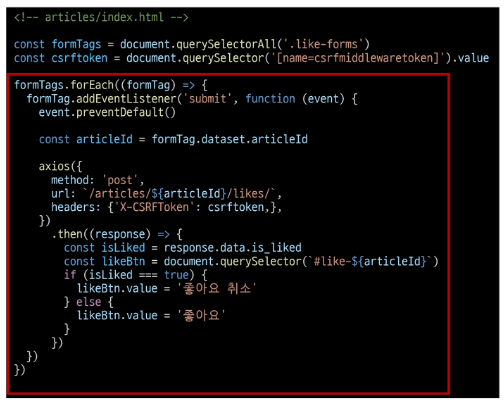 <!-- articles/index.html -->
const formTags = document.querySelectorAll('.like-forms')
const csrftoken = document.querySelector('[name=csrfmiddlewaretoken]').value
formTags.forEach((formTag) => {
  formTag.addEventListener('submit', function (event) {
    event.preventDefault()
    const articleId = formTag.dataset.articleId
    axios({
      method: 'post',
      url: `/articles/${articleId}/likes/`,
      headers: {'X-CSRFToken': csrftoken,},
    })
      .then((response) => {
        const isLiked = response.data.is_liked
        const likeBtn = document.querySelector(`#like-${articleId}`)
        if (isLiked === true) {
          likeBtn.value = '좋아요 취소'
        } else {
          likeBtn.value = '좋아요'
        }
      })
  })
})